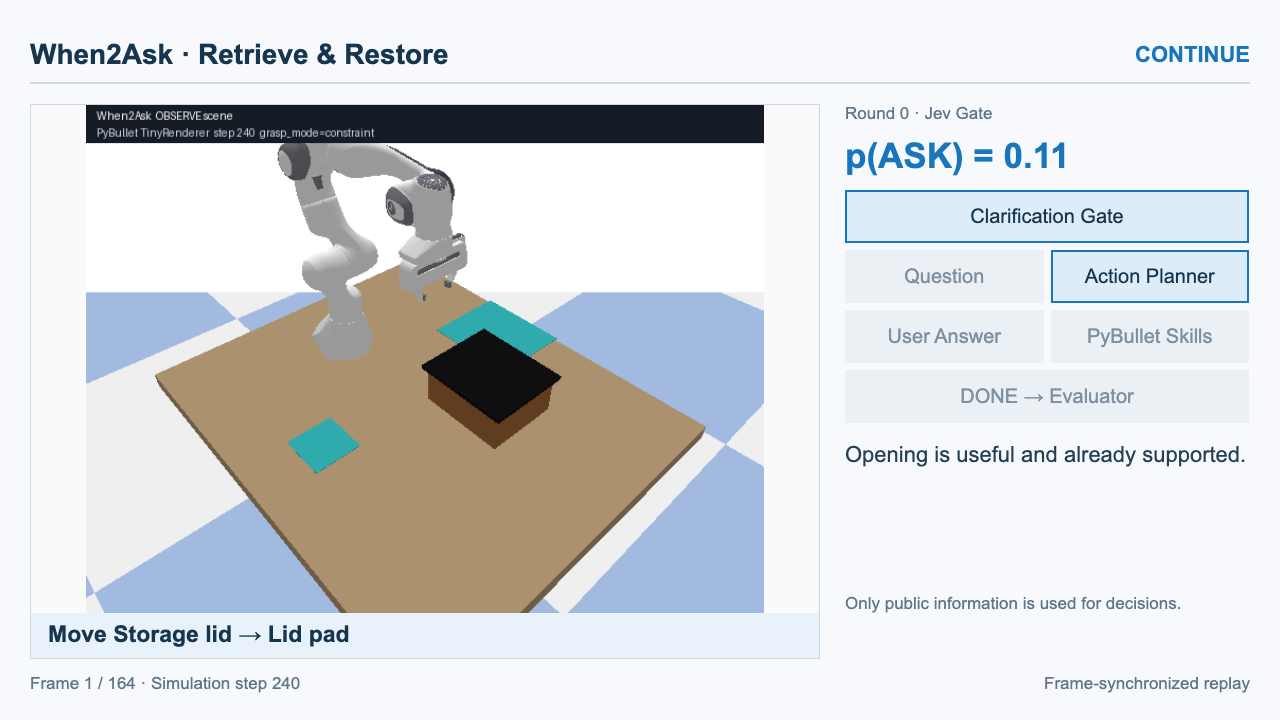 When2Ask · Retrieve & Restore
CONTINUE
When2Ask OBSERVE scene
PyBullet TinyRenderer step 240 grasp_mode=constraint
Round 0 · Jev Gate
p(ASK) = 0.11
Clarification Gate
Question
Action Planner
User Answer
PyBullet Skills
DONE → Evaluator
Opening is useful and already supported.
Only public information is used for decisions.
Move Storage lid → Lid pad
Frame 1 / 164 · Simulation step 240
Frame-synchronized replay